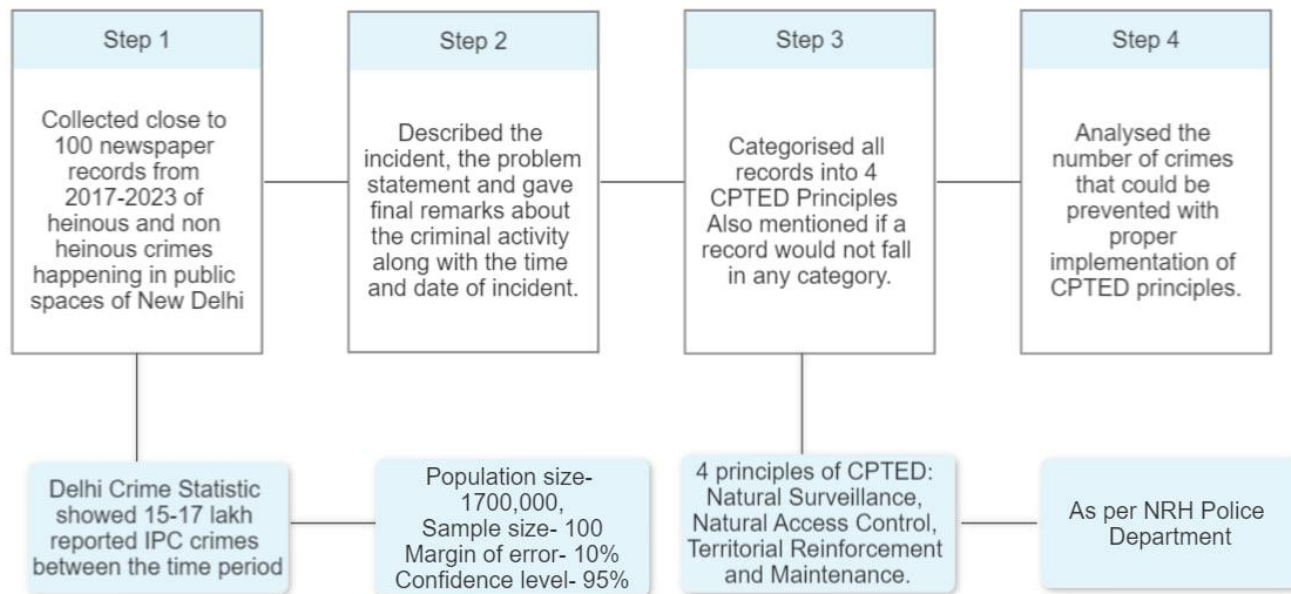 Step 1
Collected close to
100 newspaper
records from
2017-2023 of
heinous and non
heinous crimes
happening in public
spaces of New Delhi
Step 2
Described the
incident, the problem
statement and gave
final remarks about
the criminal activity
along with the time
and date of incident.
Step 3
Categorised all
records into 4
CPTED Principles
Also mentioned if a
record would not fall
in any category.
Step 4
Analysed the
number of crimes
that could be
prevented with
proper
implementation of
CPTED principles.
Delhi Crime Statistic
showed 15-17 lakh
reported IPC crimes
between the time period
Population size-
1700,000,
Sample size- 100
Margin of error- 10%
Confidence level- 95%
4 principles of CPTED:
Natural Surveillance,
Natural Access Control,
Territorial Reinforcement
and Maintenance.
As per NRH Police
Department